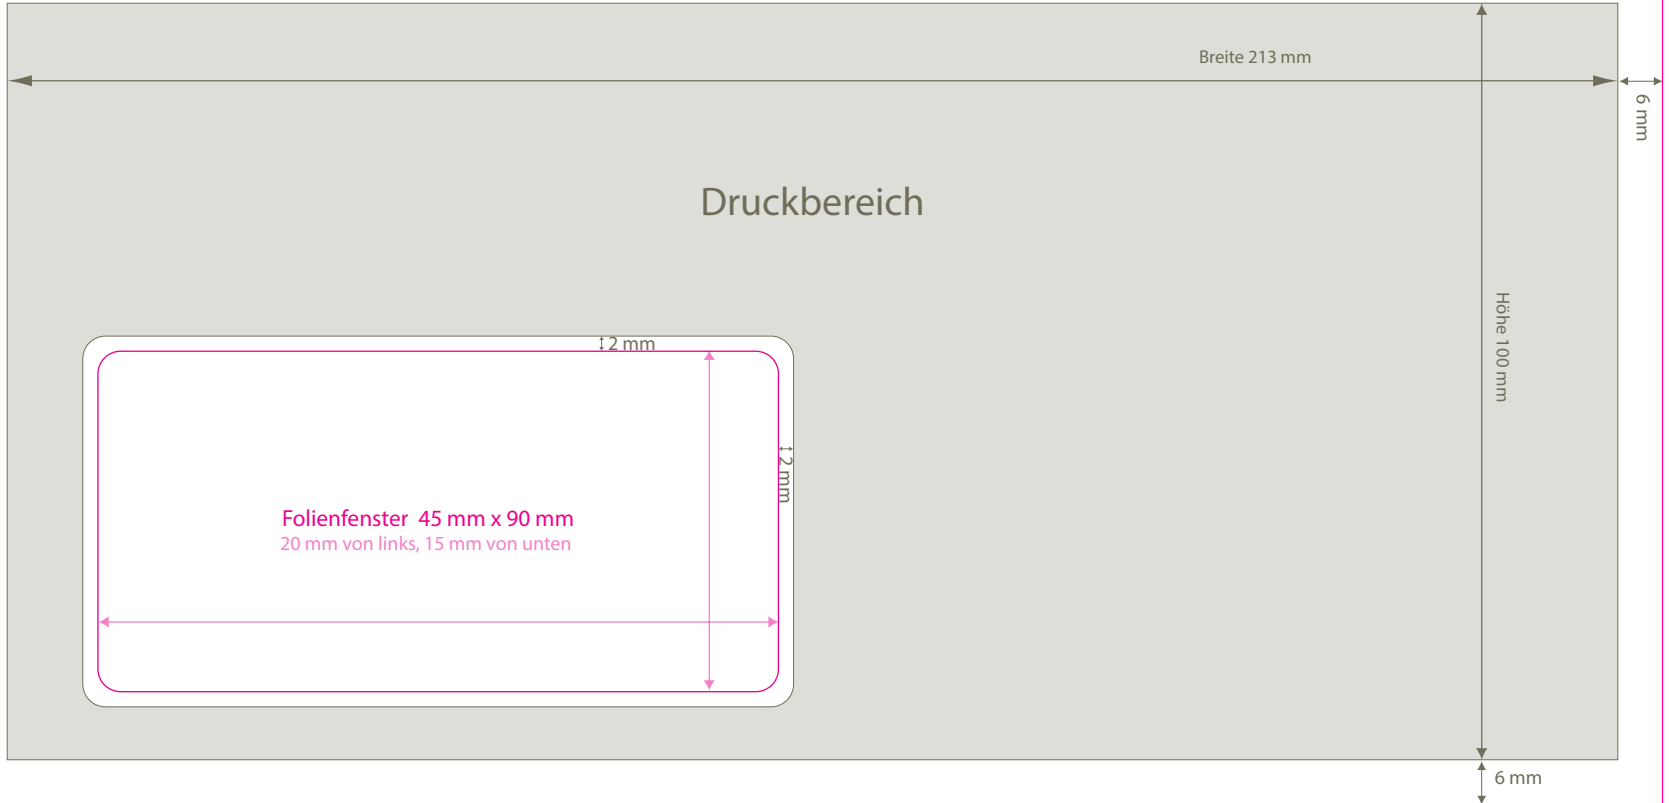 Breite 213 mm
6 mm
Druckbereich
Höhe 100 mm
2 mm
2 mm
Folienfenster 45 mm x 90 mm
20 mm von links, 15 mm von unten
6 mm